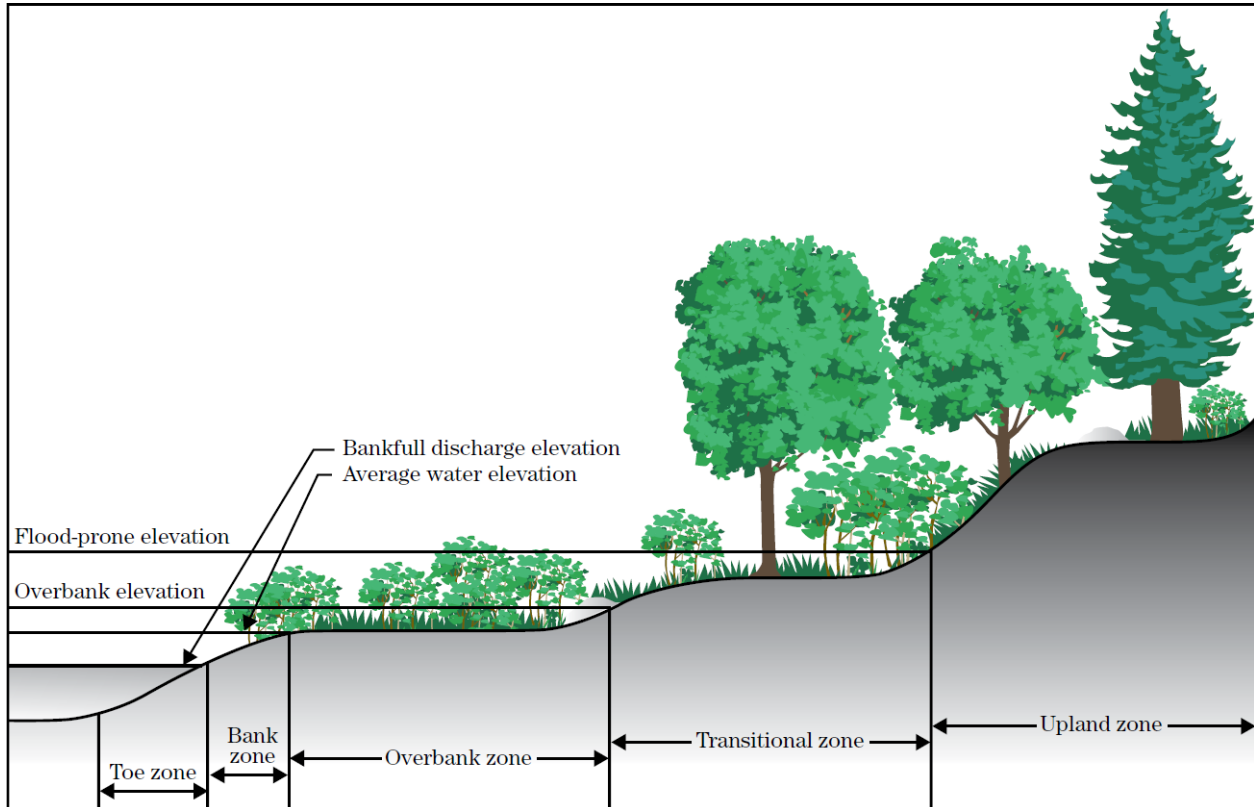 Bankfull discharge elevation
Average water elevation
Flood-prone elevation
Overbank elevation
Upland zone
Transitional zone
Bank
zone
Overbank zone
Toe zone